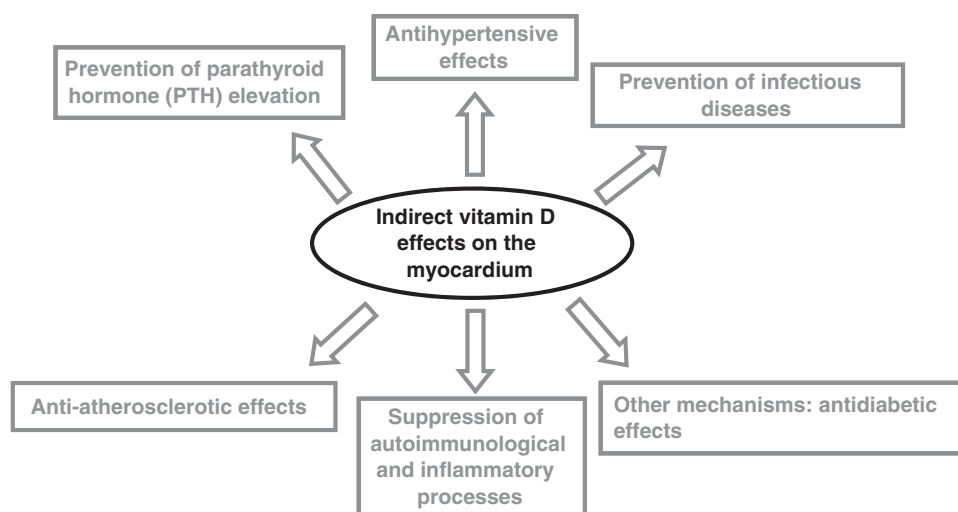 Antihypertensive
effects
Prevention of parathyroid
hormone (PTH) elevation
Prevention of infectious
diseases
Indirect vitamin D
effects on the
myocardium
Anti-atherosclerotic effects
Suppression of
autoimmunological
and inflammatory
processes
Other mechanisms: antidiabetic
effects